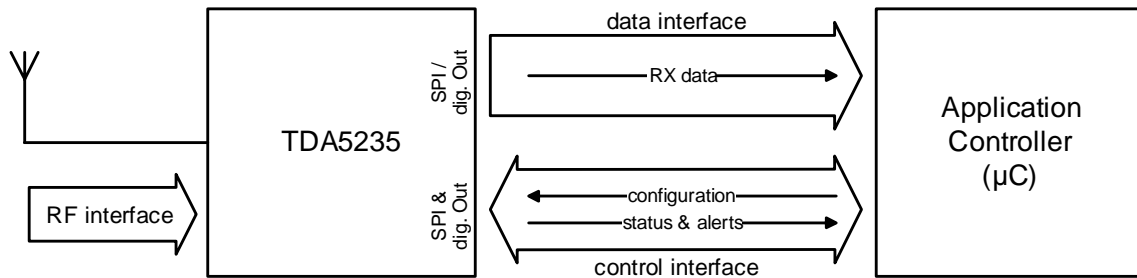 data interface
SPI /
dig. Out
RX data
TDA5235
Application
Controller
(µC)
RF interface
SPI &
dig. Out
configuration
status & alerts
control interface